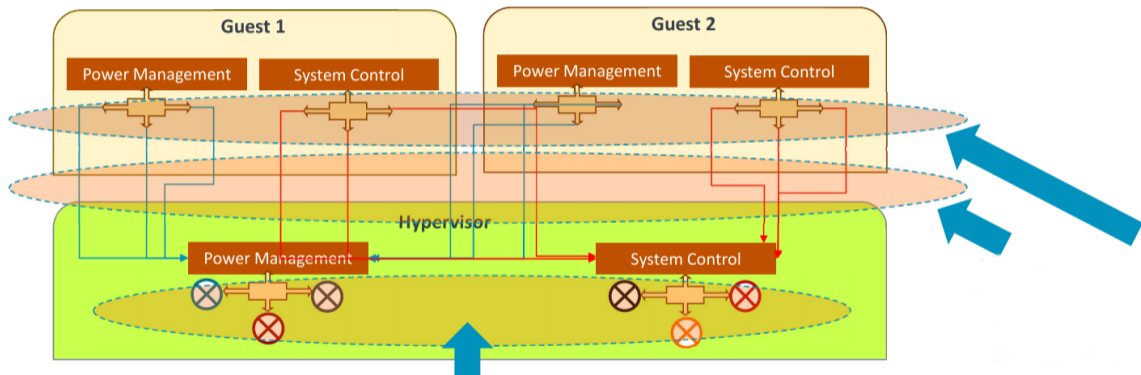 Guest 1
Guest 2
Power Management
System Control
Power Management
System Control
Hypervisor
Power Management
System Control